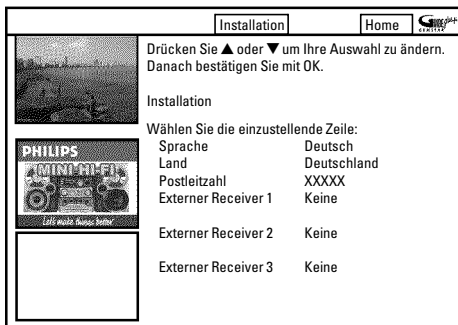 Installation Home GUIDE Plus+
GEMSTAR
Drücken Sie ▲ oder ▼ um Ihre Auswahl zu ändern.
Danach bestätigen Sie mit OK.
Installation
Wählen Sie die einzustellende Zeile:
Sprache Deutsch
Land Deutschland
Postleitzahl XXXXX
Externer Receiver 1 Keine
Externer Receiver 2 Keine
Externer Receiver 3 Keine
PHILIPS
MINI-HI-FI
Let's make things better